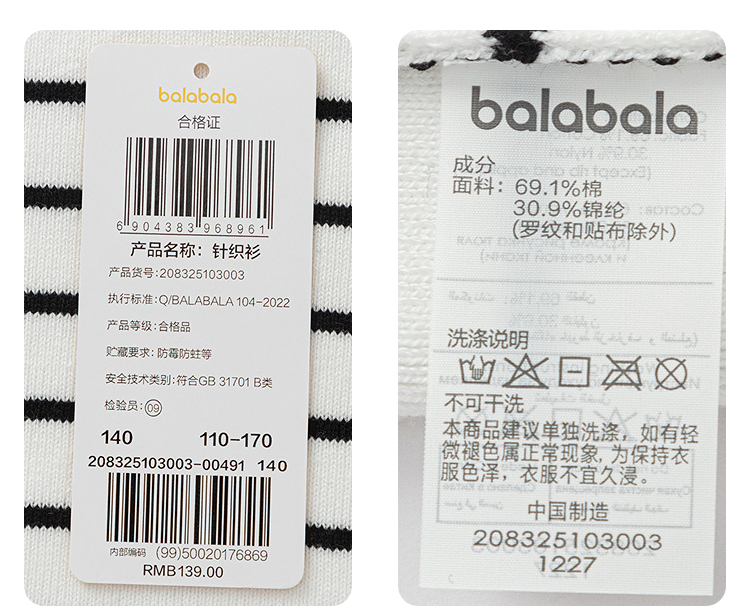 balabala
合格证
6 904383 968961
产品名称：针织衫
产品货号：208325103003
执行标准：Q/BALABALA 104-2022
产品等级：合格品
贮藏要求：防霉防蛀等
安全技术类别：符合GB 31701 B类
检验员：09
140 110-170
208325103003-00491 140
内部编码 (99)50020176869
RMB139.00
balabala
成分
面料：69.1%棉
30.9%锦纶
(罗纹和贴布除外)
洗涤说明
不可干洗
本商品建议单独洗涤，如有轻
微褪色属正常现象，为保持衣
服色泽，衣服不宜久浸。
中国制造
208325103003
1227